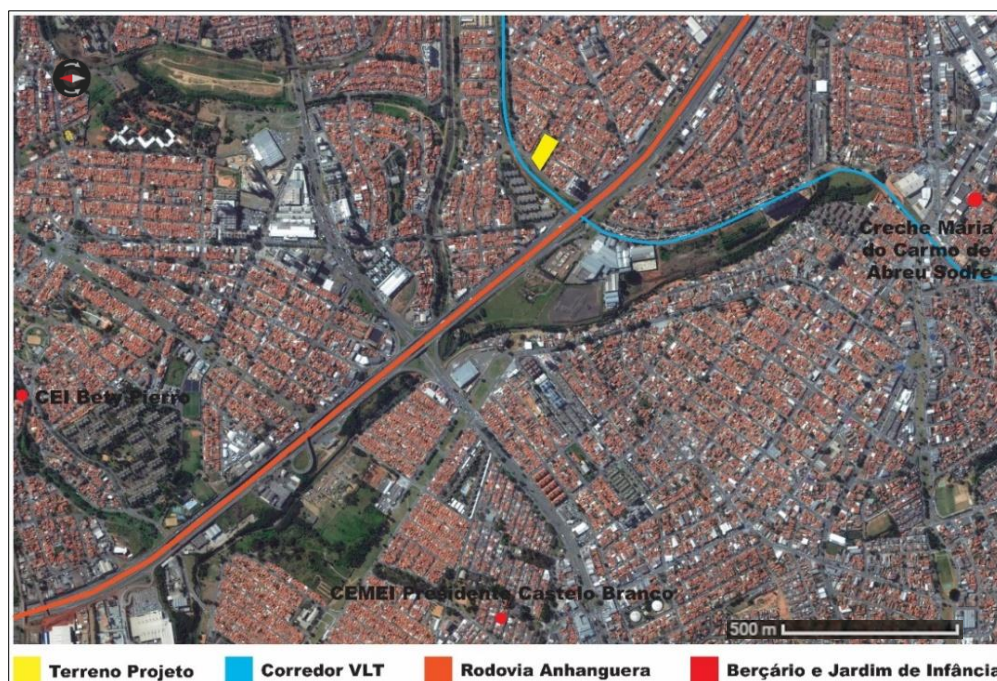 Creche Maria
do Carmo de
Abreu Sodre
CEI Bety Pierro
CEMEI Presidente Castelo Branco
500 m
Terreno Projeto
Corredor VLT
Rodovia Anhanguera
Berçário e Jardim de Infância